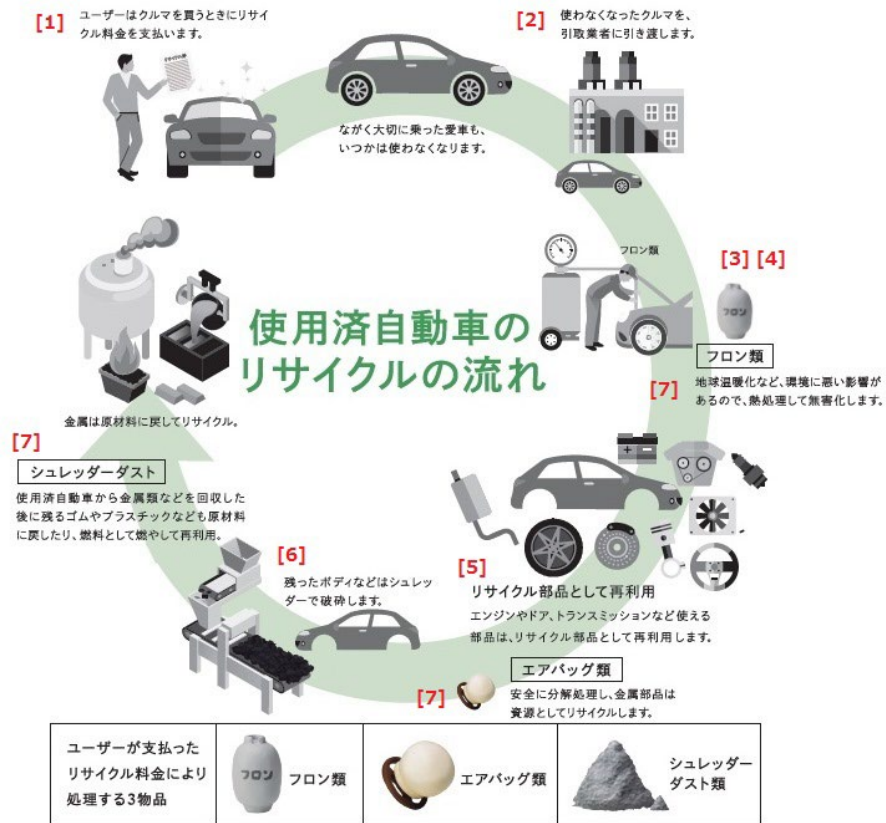 [1]
ユーザーはクルマを買うときにリサイ
クル料金を支払います。
リサイクル券
ながく大切に乗った愛車も、
いつかは使わなくなります。
[2]
使わなくなったクルマを、
引取業者に引き渡します。
フロン類
[3] [4]
フロン
フロン類
[7]
地球温暖化など、環境に悪い影響が
あるので、熱処理して無害化します。
使用済自動車の
リサイクルの流れ
[5]
リサイクル部品として再利用
エンジンやドア、トランスミッションなど使える
部品は、リサイクル部品として再利用します。
[7]
エアバッグ類
安全に分解処理し、金属部品は
資源としてリサイクルします。
[6]
残ったボディなどはシュレッ
ダーで破砕します。
金属は原材料に戻してリサイクル。
[7]
シュレッダーダスト
使用済自動車から金属類などを回収した
後に残るゴムやプラスチックなども原材料
に戻したり、燃料として燃やして再利用。
ユーザーが支払った
リサイクル料金により
処理する3物品
フロン
フロン類
エアバッグ類
シュレッダー
ダスト類